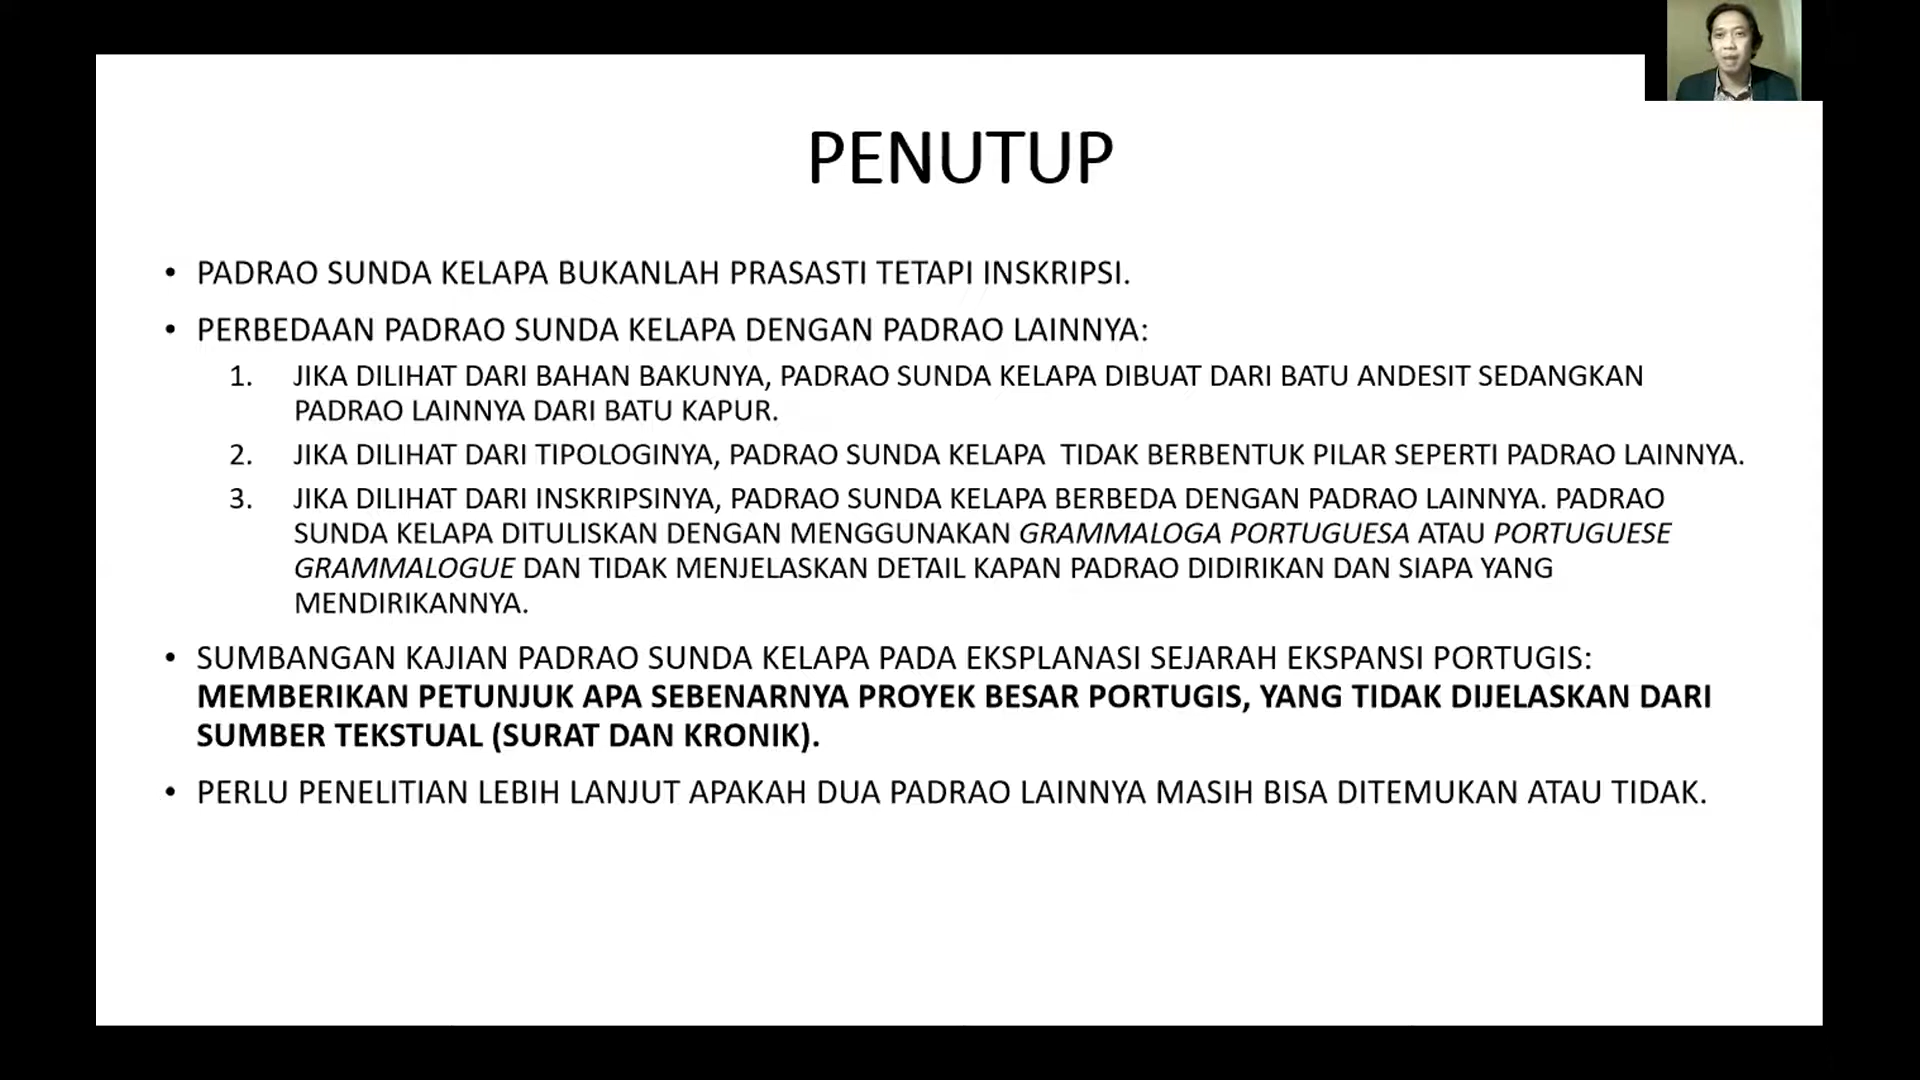 PENUTUP
• PADRAO SUNDA KELAPA BUKANLAH PRASASTI TETAPI INSKRIPSI.
• PERBEDAAN PADRAO SUNDA KELAPA DENGAN PADRAO LAINNYA:
1. JIKA DILIHAT DARI BAHAN BAKUNYA, PADRAO SUNDA KELAPA DIBUAT DARI BATU ANDESIT SEDANGKAN
PADRAO LAINNYA DARI BATU KAPUR.
2. JIKA DILIHAT DARI TIPOLOGINYA, PADRAO SUNDA KELAPA TIDAK BERBENTUK PILAR SEPERTI PADRAO LAINNYA.
3. JIKA DILIHAT DARI INSKRIPSINYA, PADRAO SUNDA KELAPA BERBEDA DENGAN PADRAO LAINNYA. PADRAO
SUNDA KELAPA DITULISKAN DENGAN MENGGUNAKAN GRAMMALOGA PORTUGUESA ATAU PORTUGUESE
GRAMMALOGUE DAN TIDAK MENJELASKAN DETAIL KAPAN PADRAO DIDIRIKAN DAN SIAPA YANG
MENDIRIKANNYA.
• SUMBANGAN KAJIAN PADRAO SUNDA KELAPA PADA EKSPLANASI SEJARAH EKSPANSI PORTUGIS:
MEMBERIKAN PETUNJUK APA SEBENARNYA PROYEK BESAR PORTUGIS, YANG TIDAK DIJELASKAN DARI
SUMBER TEKSTUAL (SURAT DAN KRONIK).
• PERLU PENELITIAN LEBIH LANJUT APAKAH DUA PADRAO LAINNYA MASIH BISA DITEMUKAN ATAU TIDAK.